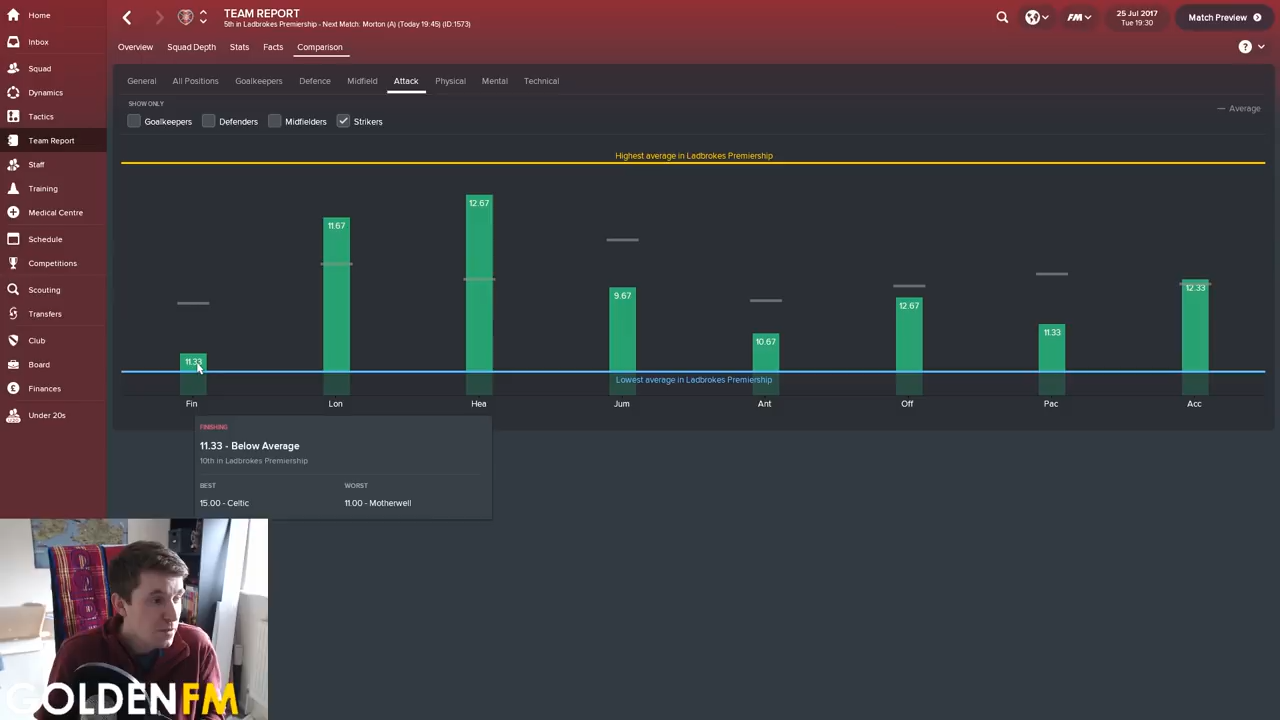 Home
Inbox
Squad
Dynamics
Tactics
Team Report
Staff
Training
Medical Centre
Schedule
Competitions
Scouting
Transfers
Club
Board
Finances
Under 20s
TEAM REPORT
5th in Ladbrokes Premiership - Next Match: Morton (A) (Today 19:45) (ID:1573)
FM
25 Jul 2017
Tue 19:30
Match Preview
Overview Squad Depth Stats Facts Comparison
?
General All Positions Goalkeepers Defence Midfield Attack Physical Mental Technical
SHOW ONLY
Average
Goalkeepers Defenders Midfielders Strikers
Highest average in Ladbrokes Premiership
11.33 11.67 12.67 9.67 10.67 12.67 11.33 12.33
Lowest average in Ladbrokes Premiership
Fin Lon Hea Jum Ant Off Pac Acc
FINISHING
11.33 - Below Average
10th in Ladbrokes Premiership
BEST WORST
15.00 - Celtic 11.00 - Motherwell
GOLDENFM